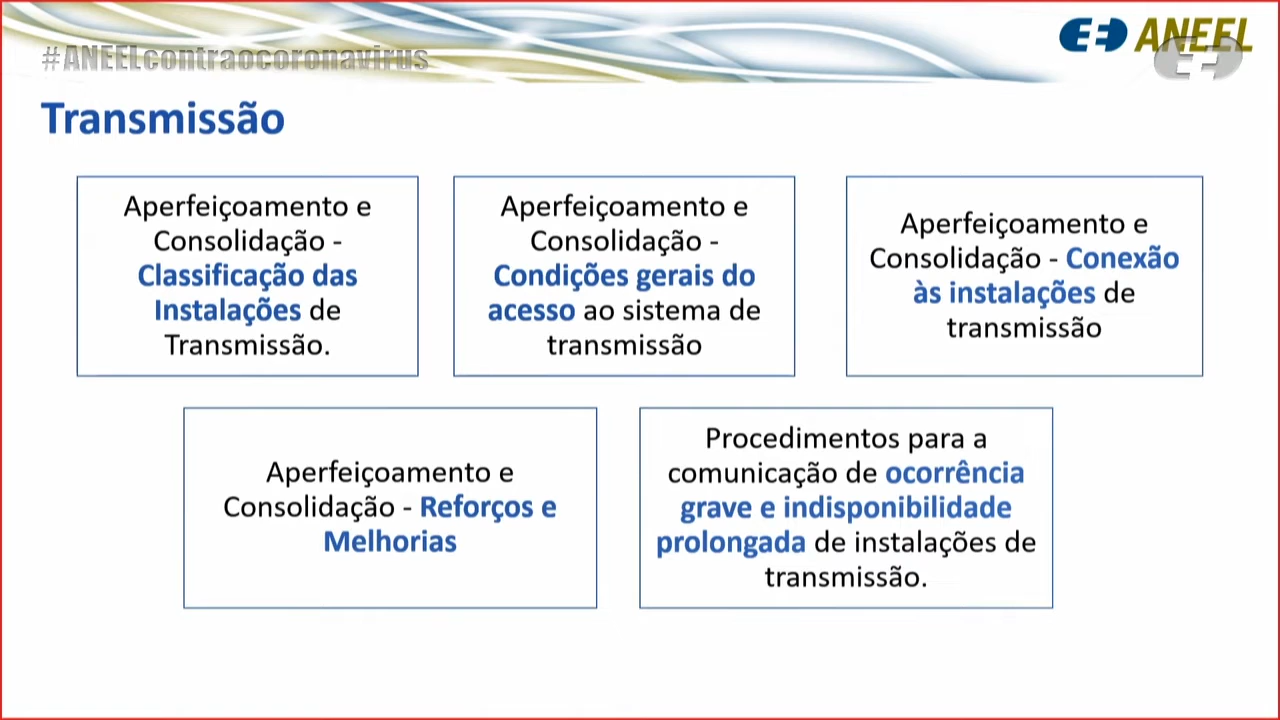 #ANEELcontraocoronavirus
ANEEL
Transmissão
Aperfeiçoamento e
Consolidação -
Classificação das
Instalações de
Transmissão.
Aperfeiçoamento e
Consolidação -
Condições gerais do
acesso ao sistema de
transmissão
Aperfeiçoamento e
Consolidação - Conexão
às instalações de
transmissão
Aperfeiçoamento e
Consolidação - Reforços e
Melhorias
Procedimentos para a
comunicação de ocorrência
grave e indisponibilidade
prolongada de instalações de
transmissão.